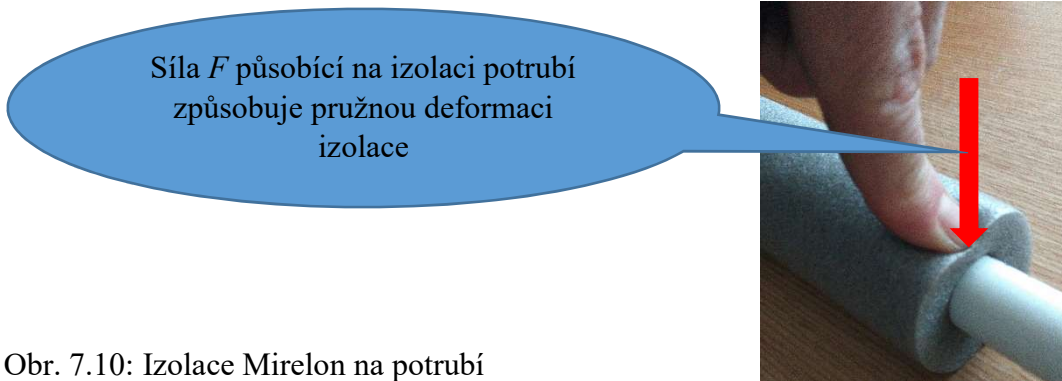 Síla F působící na izolaci potrubí
způsobuje pružnou deformaci
izolace
Obr. 7.10: Izolace Mirelon na potrubí